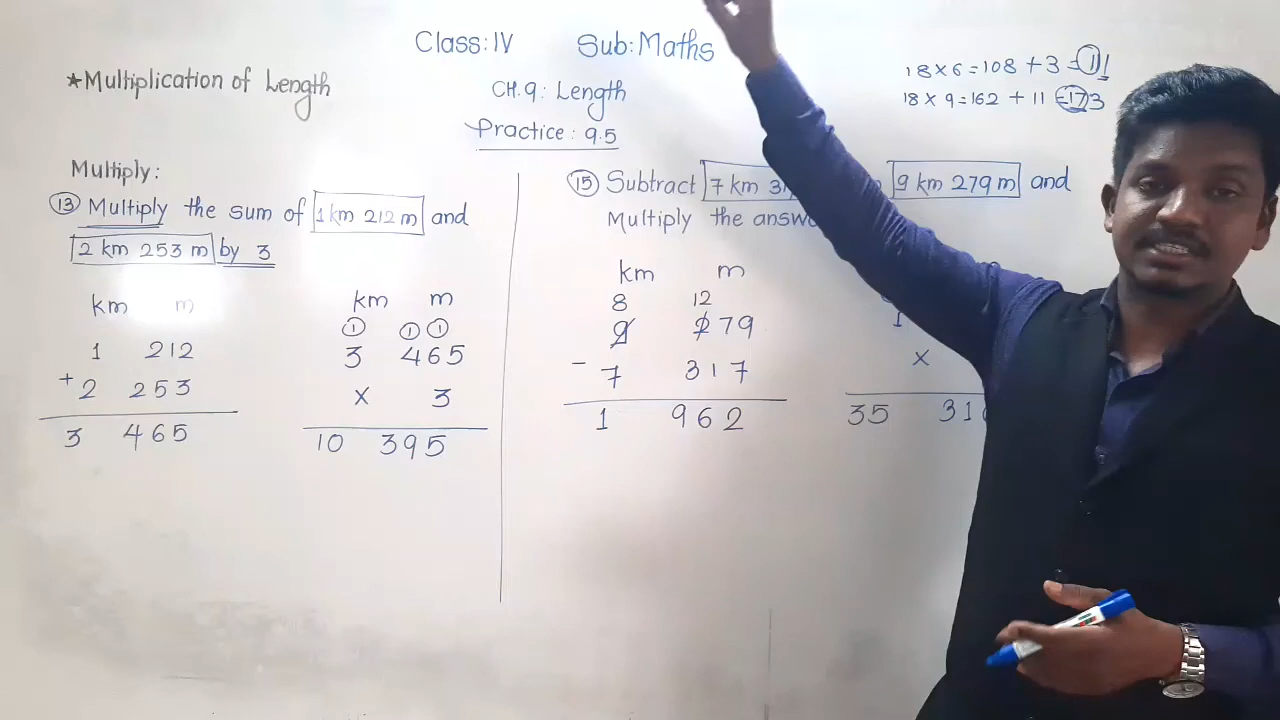 Class: IV Sub: Maths
*Multiplication of Length
CH.9: Length
Practice: 9.5
18 × 6 = 108 + 3 = 111
18 × 9 = 162 + 11 = 173
Multiply:
13 Multiply the sum of 1 km 212 m and
2 km 253 m by 3
km m
1 212
+ 2 253
3 465
km m
1 1 1
3 465
× 3
10 395
15 Subtract 7 km 31 9 km 279 m and
Multiply the answe
km m
8 12
9 279
- 7 317
1 962
1
×
35 31